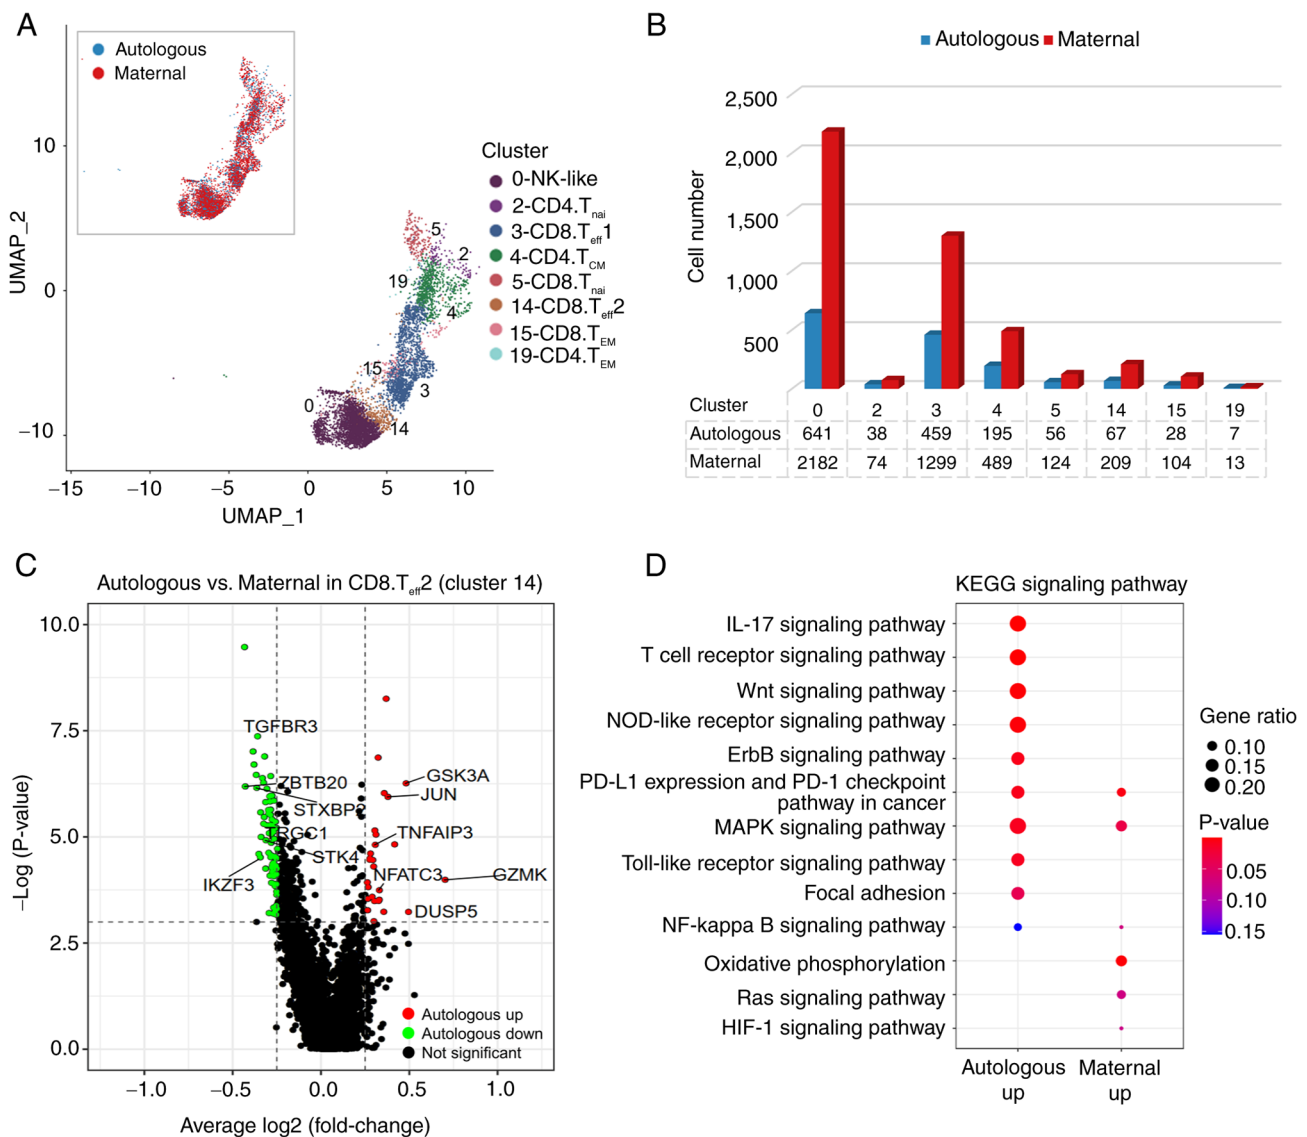 A
Autologous
Maternal
10
0
−10
UMAP_2
−15 −10 −5 0 5 10
UMAP_1
5
2
19
4
15
3
0
14
Cluster
0-NK-like
2-CD4.Tnai
3-CD8.Teff1
4-CD4.TCM
5-CD8.Tnai
14-CD8.Teff2
15-CD8.TEM
19-CD4.TEM
B
Autologous Maternal
Cell number
2,500
2,000
1,500
1,000
500
Cluster 0 2 3 4 5 14 15 19
Autologous 641 38 459 195 56 67 28 7
Maternal 2182 74 1299 489 124 209 104 13
C
Autologous vs. Maternal in CD8.Teff2 (cluster 14)
−Log (P-value)
10.0
7.5
5.0
2.5
0.0
TGFBR3
ZBTB20
STXBP2
TRGC1
STK4
IKZF3
GSK3A
JUN
TNFAIP3
NFATC3
GZMK
DUSP5
Autologous up
Autologous down
Not significant
−1.0 −0.5 0.0 0.5 1.0
Average log2 (fold-change)
D
KEGG signaling pathway
IL-17 signaling pathway
T cell receptor signaling pathway
Wnt signaling pathway
NOD-like receptor signaling pathway
ErbB signaling pathway
PD-L1 expression and PD-1 checkpoint
pathway in cancer
MAPK signaling pathway
Toll-like receptor signaling pathway
Focal adhesion
NF-kappa B signaling pathway
Oxidative phosphorylation
Ras signaling pathway
HIF-1 signaling pathway
Autologous
up
Maternal
up
Gene ratio
0.10
0.15
0.20
P-value
0.05
0.10
0.15